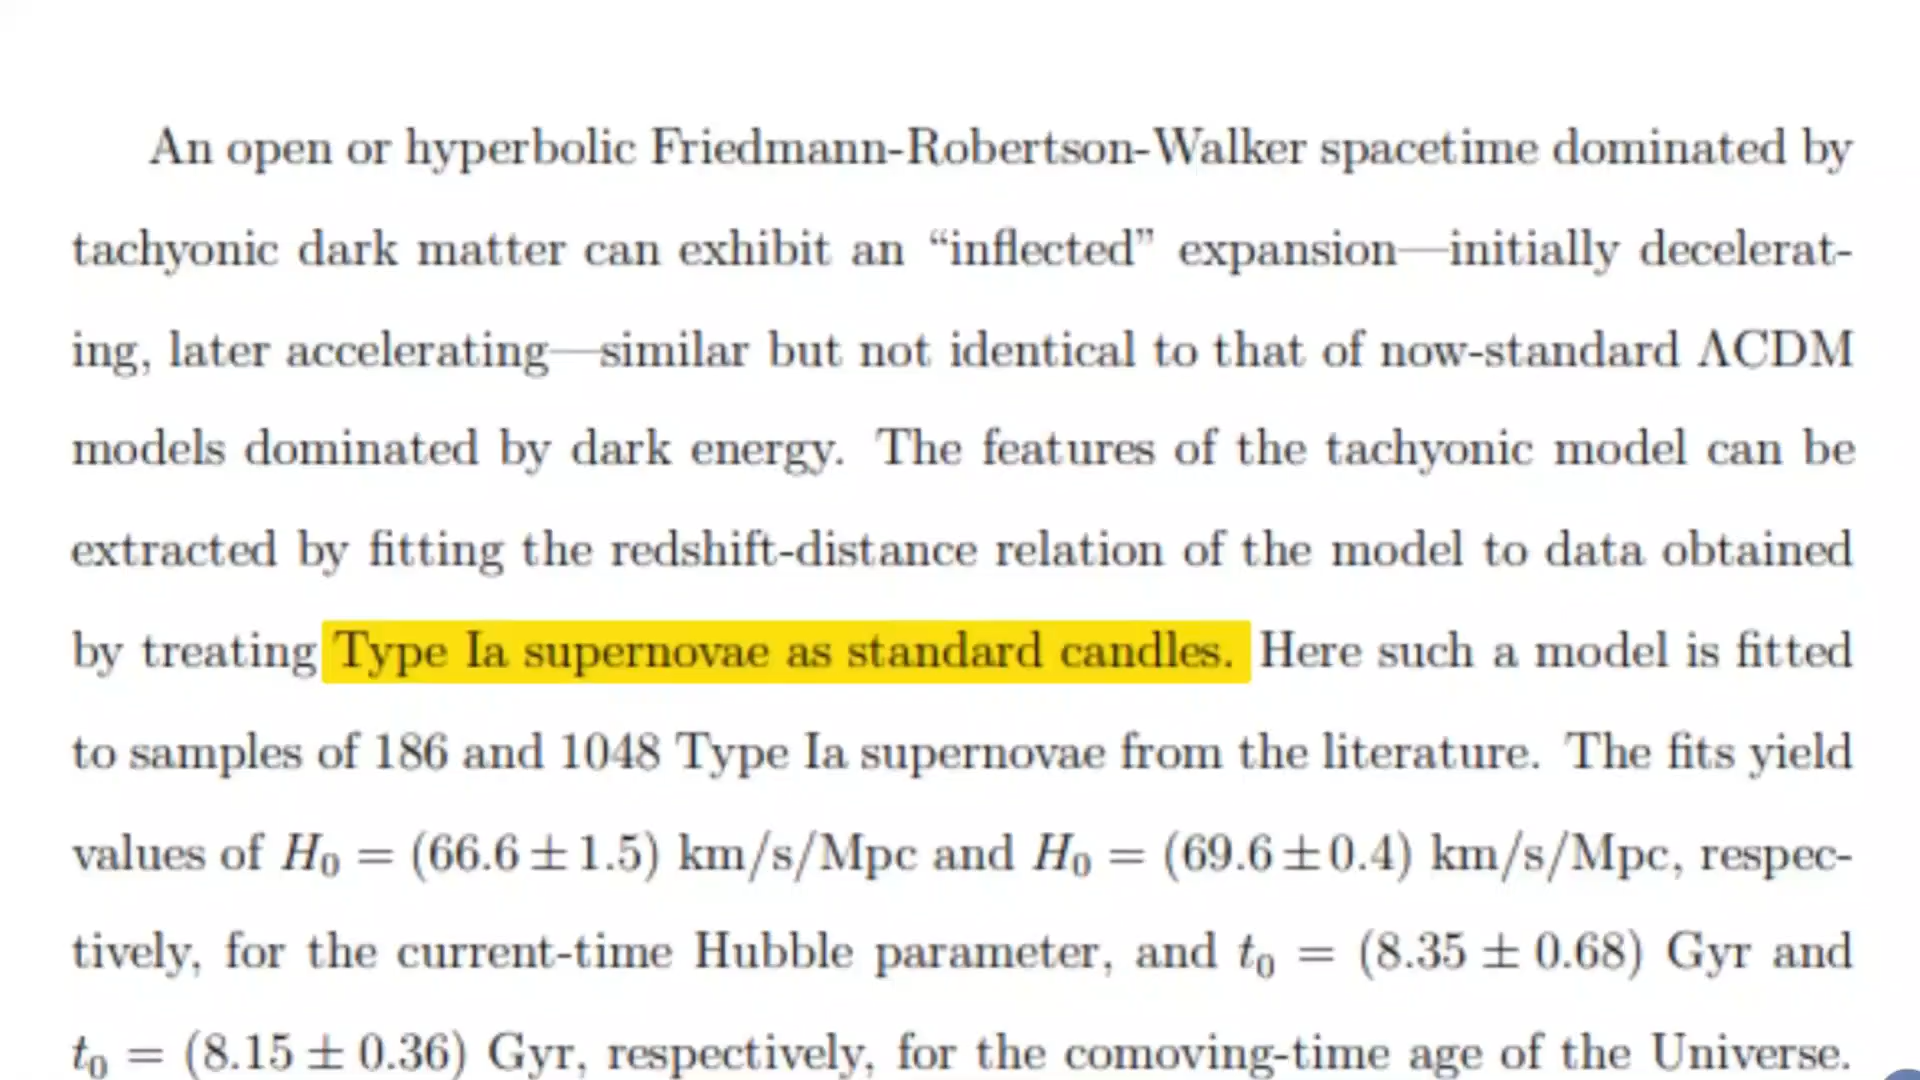 An open or hyperbolic Friedmann-Robertson-Walker spacetime dominated by
tachyonic dark matter can exhibit an “inflected” expansion—initially decelerat-
ing, later accelerating—similar but not identical to that of now-standard ΛCDM
models dominated by dark energy. The features of the tachyonic model can be
extracted by fitting the redshift-distance relation of the model to data obtained
by treating Type Ia supernovae as standard candles. Here such a model is fitted
to samples of 186 and 1048 Type Ia supernovae from the literature. The fits yield
values of H₀ = (66.6 ± 1.5) km/s/Mpc and H₀ = (69.6 ± 0.4) km/s/Mpc, respec-
tively, for the current-time Hubble parameter, and t₀ = (8.35 ± 0.68) Gyr and
t₀ = (8.15 ± 0.36) Gyr, respectively, for the comoving-time age of the Universe.